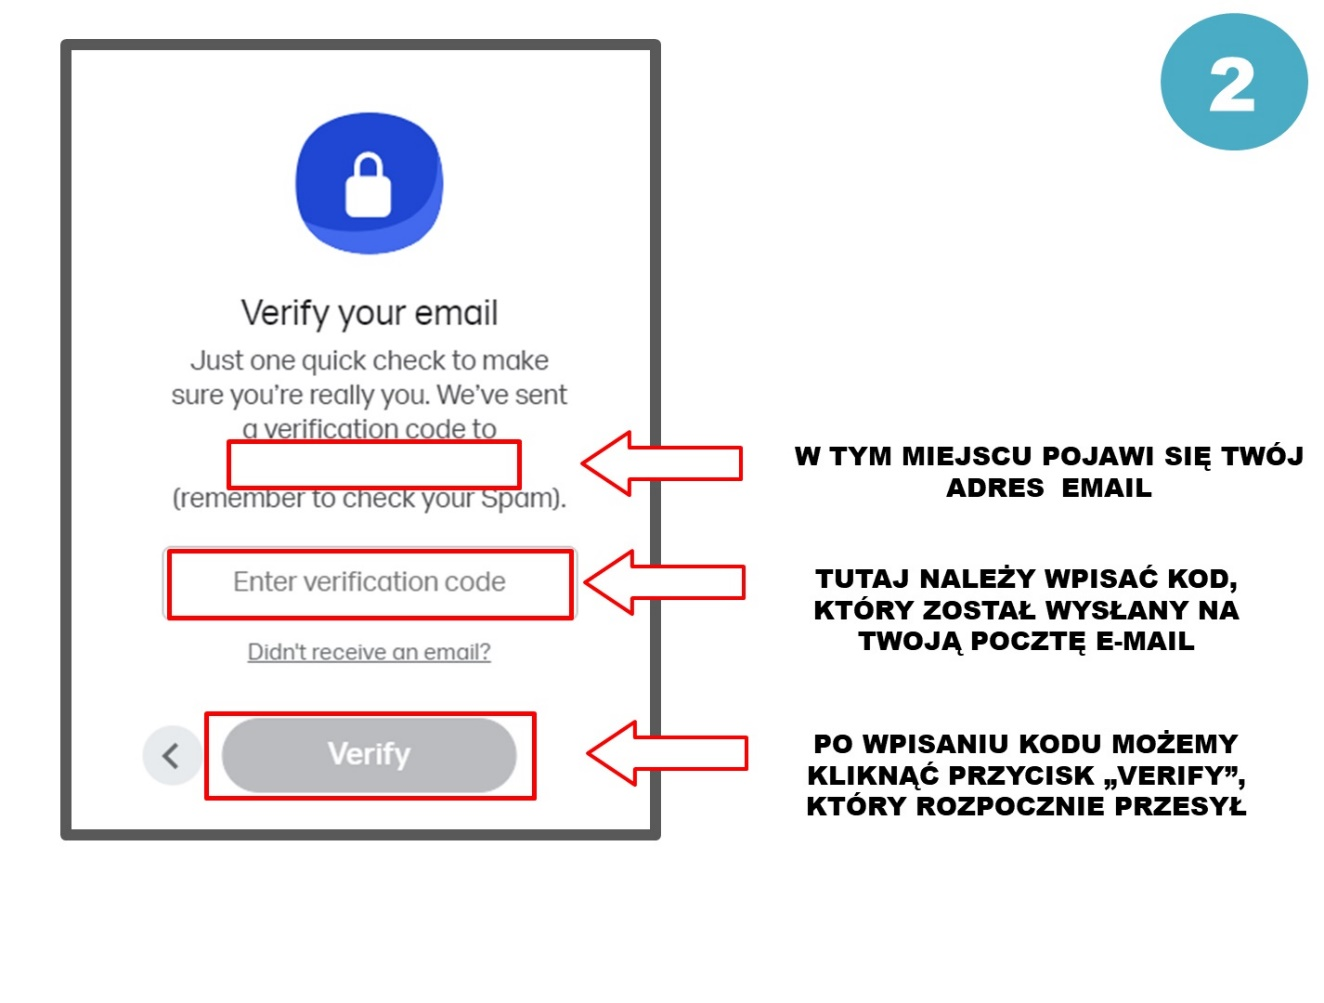 2
Verify your email
Just one quick check to make
sure you're really you. We've sent
a verification code to
(remember to check your Spam).
Enter verification code
Didn't receive an email?
Verify
W TYM MIEJSCU POJAWI SIĘ TWÓJ
ADRES EMAIL
TUTAJ NALEŻY WPISAĆ KOD,
KTÓRY ZOSTAŁ WYSŁANY NA
TWOJĄ POCZTĘ E-MAIL
PO WPISANIU KODU MOŻEMY
KLIKNĄĆ PRZYCISK „VERIFY”,
KTÓRY ROZPOCZNIE PRZESYŁ